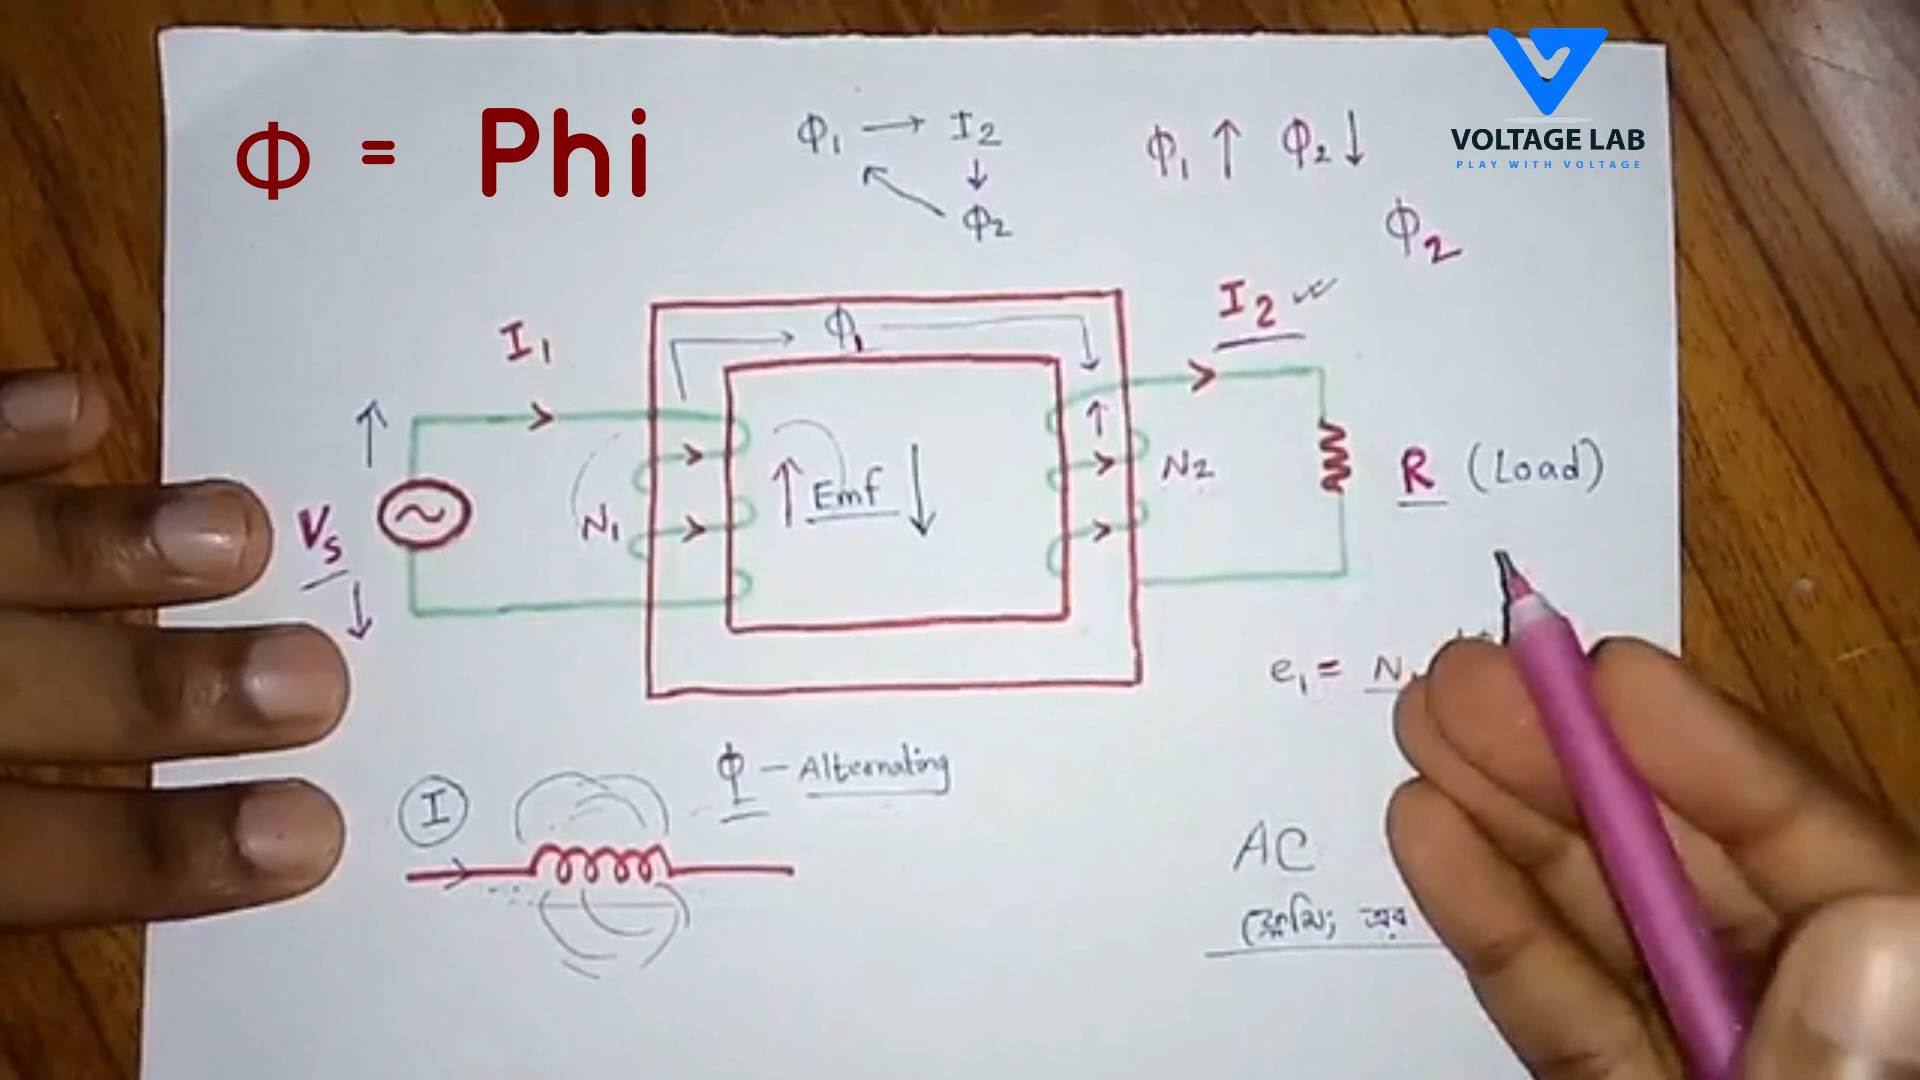 Φ = Phi
Φ1 → I2
↓
Φ2
Φ1 ↑ Φ2 ↓
VOLTAGE LAB
PLAY WITH VOLTAGE
Φ2
I1
Φ1
I2
Vs
N1
↑ Emf ↓
N2
R (Load)
e1 = N1
I
Φ - Alternating
AC